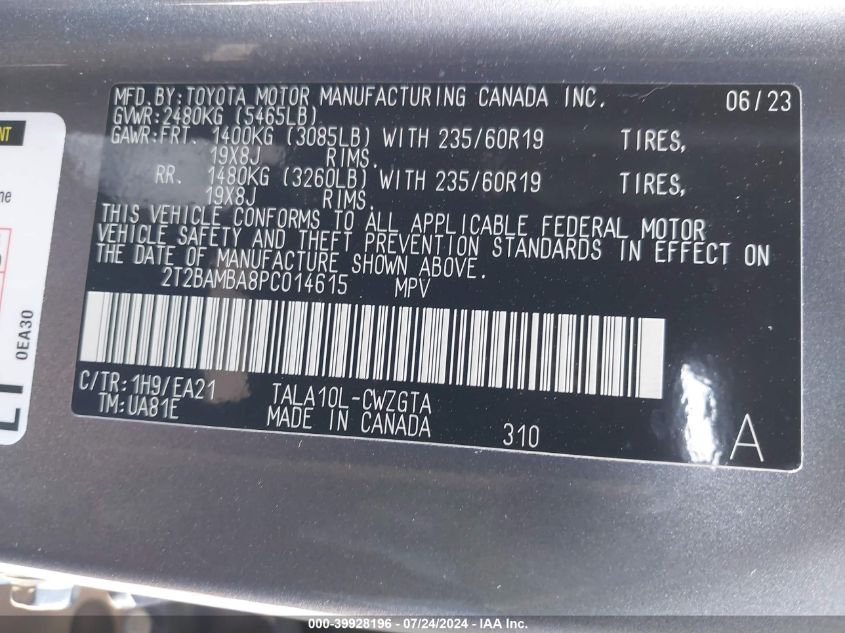 MFD.BY:TOYOTA MOTOR MANUFACTURING CANADA INC. 06/23
GVWR:2480KG (5465LB)
GAWR:FRT. 1400KG (3085LB) WITH 235/60R19 TIRES,
19X8J RIMS.
RR. 1480KG (3260LB) WITH 235/60R19 TIRES,
19X8J RIMS.
THIS VEHICLE CONFORMS TO ALL APPLICABLE FEDERAL MOTOR
VEHICLE SAFETY AND THEFT PREVENTION STANDARDS IN EFFECT ON
THE DATE OF MANUFACTURE SHOWN ABOVE.
2T2BAMBA8PC014615 MPV
C/TR:1H9/EA21 TALA10L-CWZGTA
TM:UA81E MADE IN CANADA 310 A
0EA30
000-39928196 - 07/24/2024 - IAA Inc.